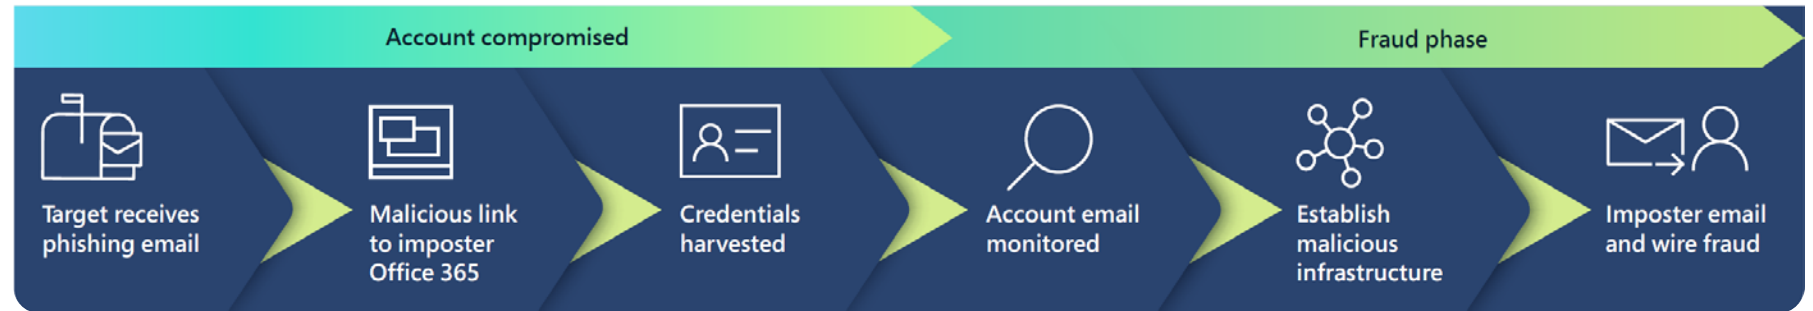 Account compromised
Fraud phase
Target receives
phishing email
Malicious link
to imposter
Office 365
Credentials
harvested
Account email
monitored
Establish
malicious
infrastructure
Imposter email
and wire fraud